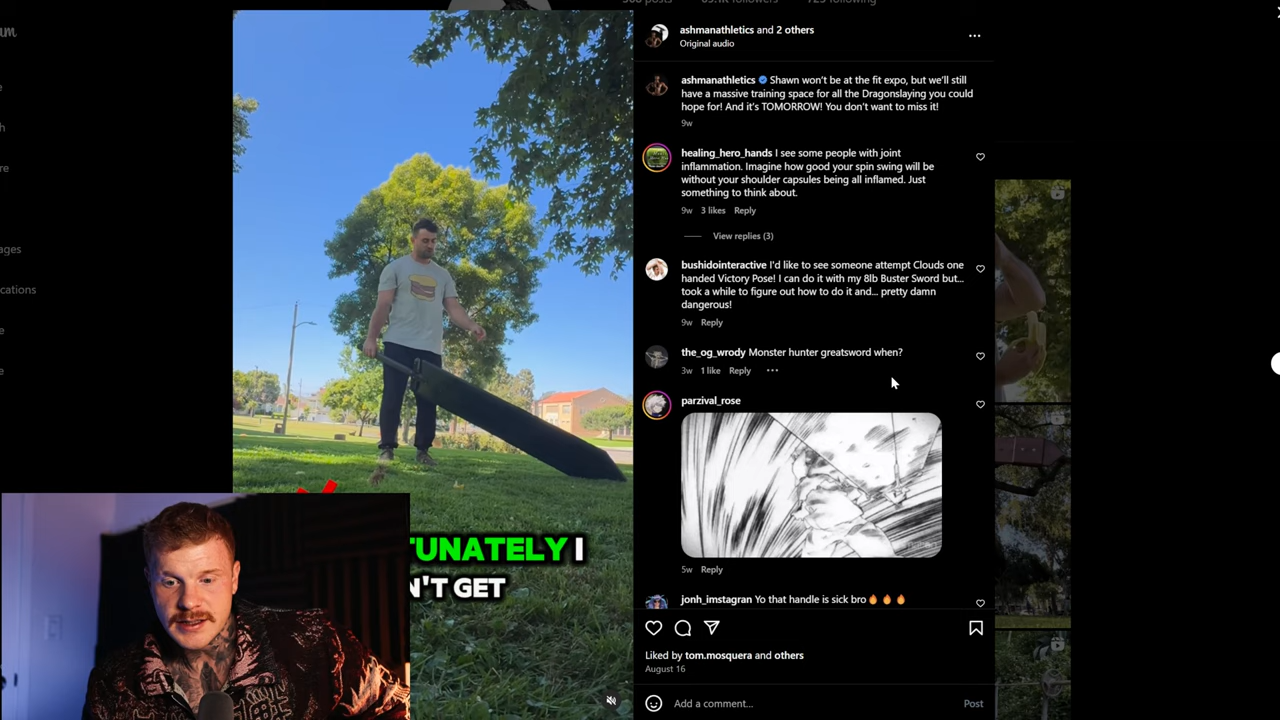 ashmanathletics and 2 others
Original audio
ashmanathletics Shawn won't be at the fit expo, but we'll still
have a massive training space for all the Dragonslaying you could
hope for! And it's TOMORROW! You don't want to miss it!
9w
healing_hero_hands I see some people with joint
inflammation. Imagine how good your spin swing will be
without your shoulder capsules being all inflamed. Just
something to think about.
9w 3 likes Reply
View replies (3)
bushidointeractive I'd like to see someone attempt Clouds one
handed Victory Pose! I can do it with my 8lb Buster Sword but...
took a while to figure out how to do it and... pretty damn
dangerous!
9w Reply
the_og_wrody Monster hunter greatsword when?
3w 1 like Reply
parzival_rose
5w Reply
jonh_imstagran Yo that handle is sick bro🔥🔥🔥
Liked by tom.mosquera and others
August 16
Add a comment...
Post
TUNATELY I
N'T GET